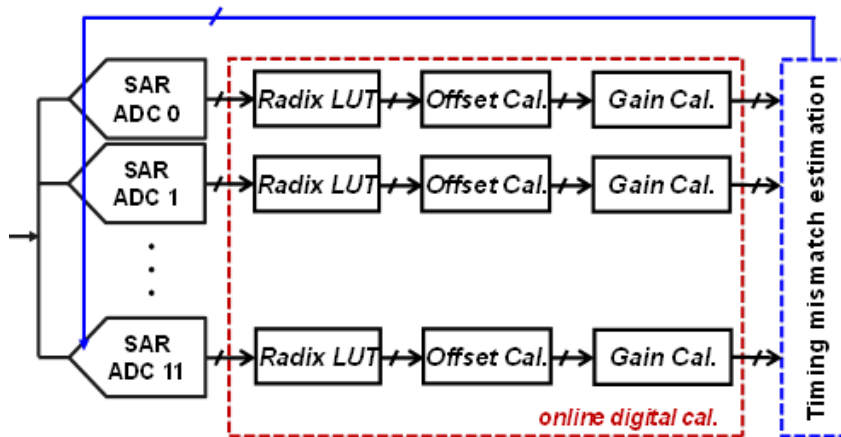 SAR
ADC 0
Radix LUT
Offset Cal.
Gain Cal.
SAR
ADC 1
Radix LUT
Offset Cal.
Gain Cal.
SAR
ADC 11
Radix LUT
Offset Cal.
Gain Cal.
online digital cal.
Timing mismatch estimation